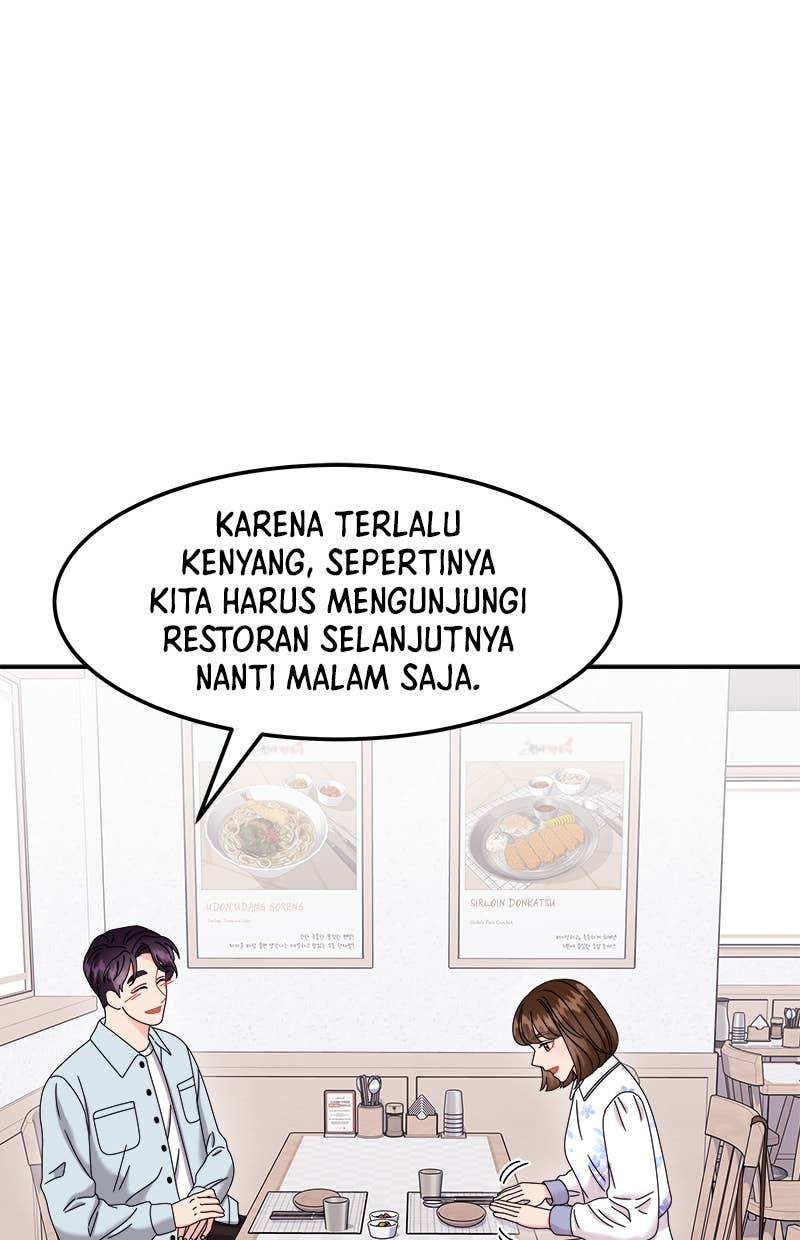 KARENA TERLALU
KENYANG, SEPERTINYA
KITA HARUS MENGUNJUNGI
RESTORAN SELANJUTNYA
NANTI MALAM SAJA.
UDON UDANG GORENG
SIRLOIN DONKATSU